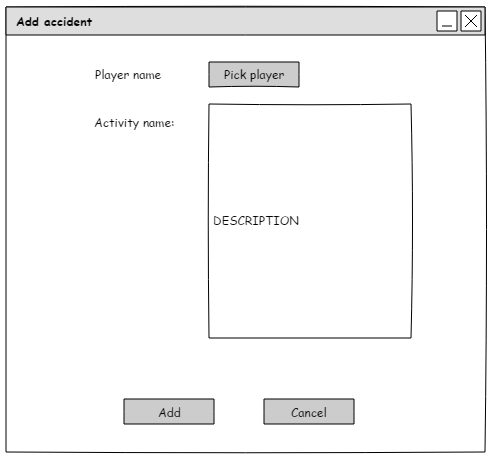 Add accident
Player name
Pick player
Activity name:
DESCRIPTION
Add
Cancel